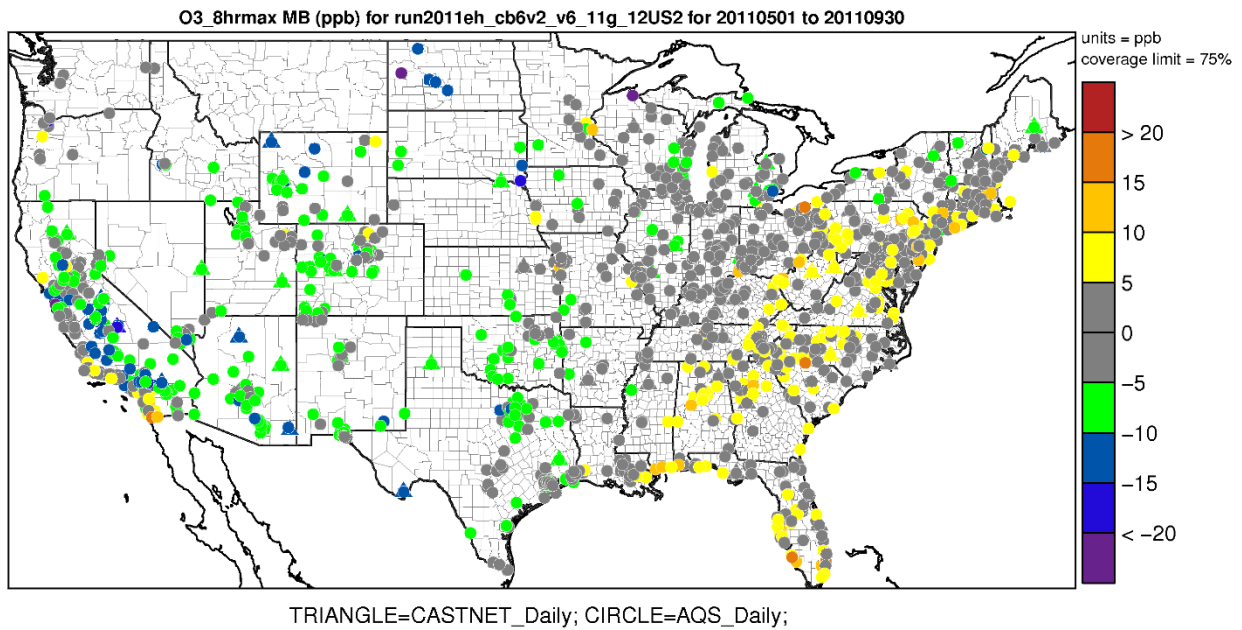 O3_8hrmax MB (ppb) for run2011eh_cb6v2_v6_11g_12US2 for 20110501 to 20110930
units = ppb
coverage limit = 75%
> 20
15
10
5
0
−5
−10
−15
< −20
TRIANGLE=CASTNET_Daily; CIRCLE=AQS_Daily;